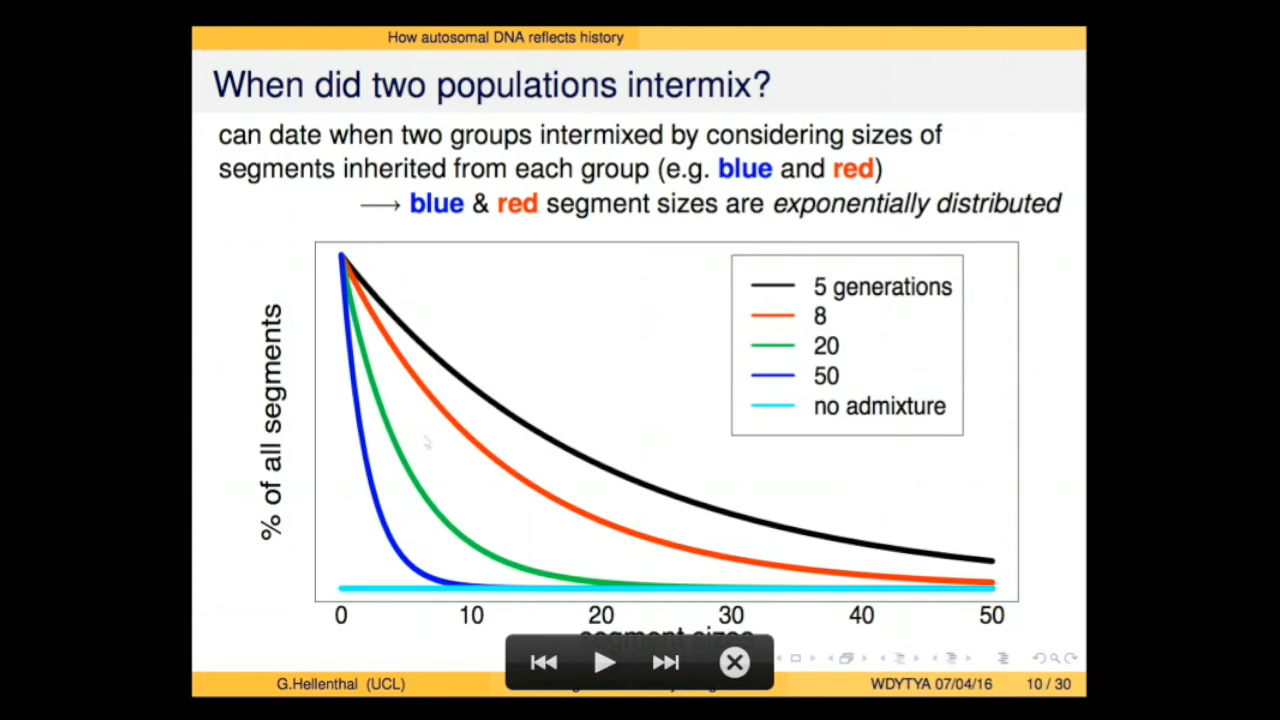 How autosomal DNA reflects history
When did two populations intermix?
can date when two groups intermixed by considering sizes of
segments inherited from each group (e.g. blue and red)
⟶ blue & red segment sizes are exponentially distributed
% of all segments
5 generations
8
20
50
no admixture
0 10 20 30 40 50
segment sizes
G.Hellenthal (UCL)
WDYTYA 07/04/16 10 / 30